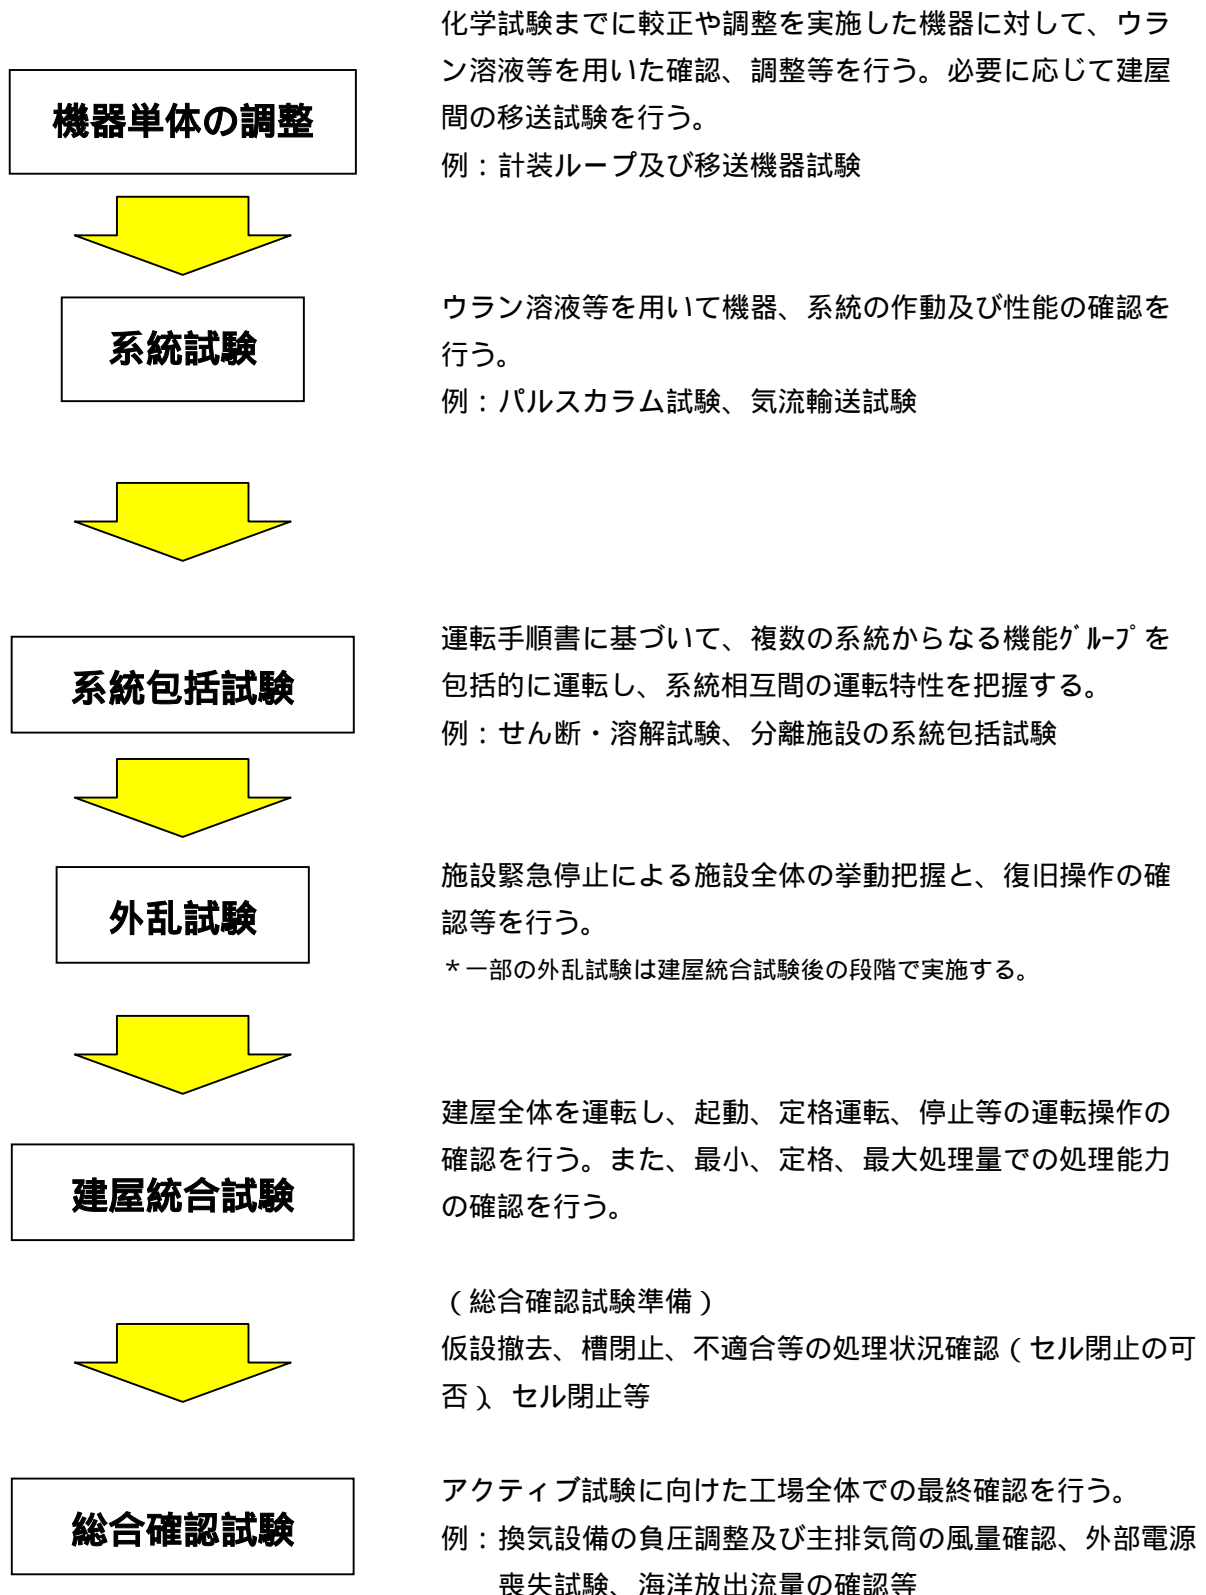 化学試験までに較正や調整を実施した機器に対して、ウラ
ン溶液等を用いた確認、調整等を行う。必要に応じて建屋
間の移送試験を行う。
例：計装ループ及び移送機器試験
機器単体の調整
ウラン溶液等を用いて機器、系統の作動及び性能の確認を
行う。
例：パルスカラム試験、気流輸送試験
系統試験
運転手順書に基づいて、複数の系統からなる機能ｸﾞﾙｰﾌﾟを
包括的に運転し、系統相互間の運転特性を把握する。
例：せん断・溶解試験、分離施設の系統包括試験
系統包括試験
施設緊急停止による施設全体の挙動把握と、復旧操作の確
認等を行う。
＊一部の外乱試験は建屋統合試験後の段階で実施する。
外乱試験
建屋全体を運転し、起動、定格運転、停止等の運転操作の
確認を行う。また、最小、定格、最大処理量での処理能力
の確認を行う。
建屋統合試験
（総合確認試験準備）
仮設撤去、槽閉止、不適合等の処理状況確認（セル閉止の可
否）、セル閉止等
アクティブ試験に向けた工場全体での最終確認を行う。
例：換気設備の負圧調整及び主排気筒の風量確認、外部電源
喪失試験、海洋放出流量の確認等
総合確認試験